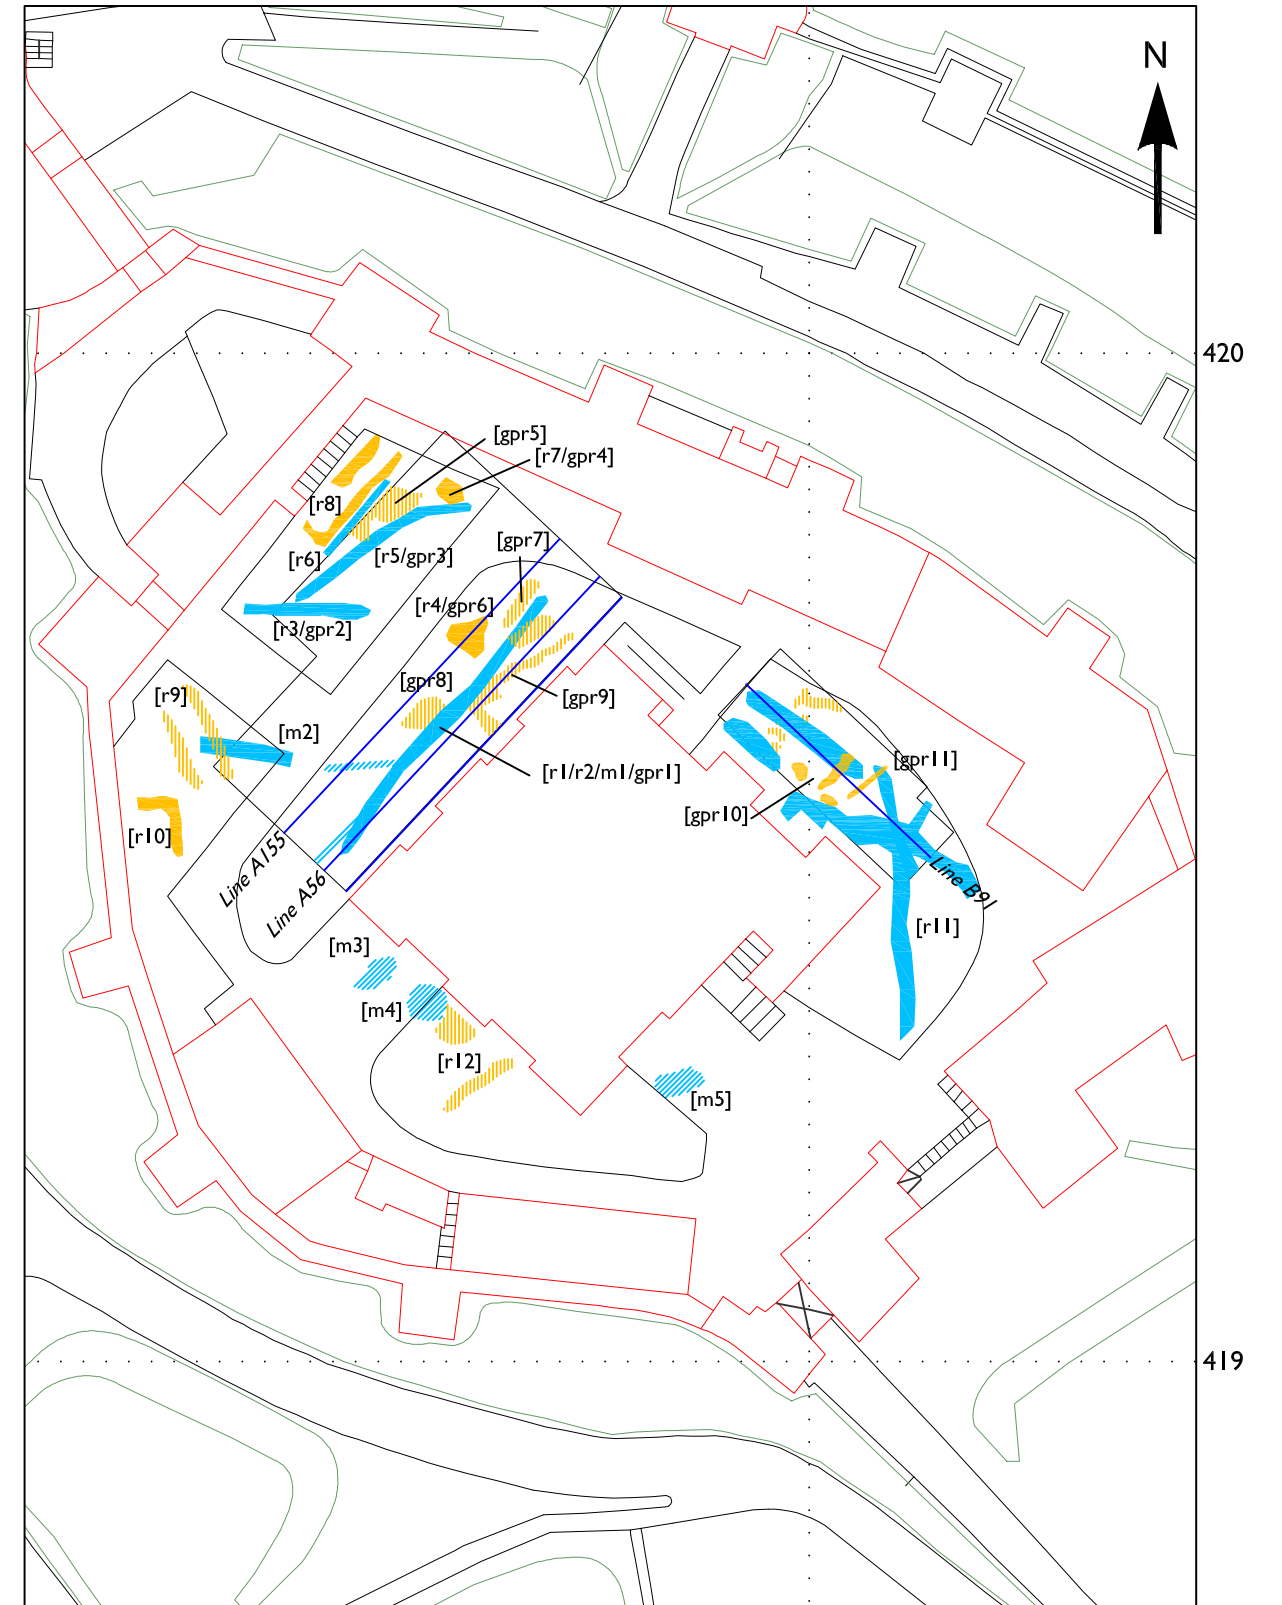 N
420
[gpr5]
[r7/gpr4]
[r8]
[r6]
[r5/gpr3]
[gpr7]
[r4/gpr6]
[r3/gpr2]
[gpr8]
[gpr9]
[r9]
[m2]
[r1/r2/m1/gpr1]
[gpr11]
[gpr10]
[r10]
Line A155
Line A56
Line B91
[r11]
[m3]
[m4]
[r12]
[m5]
419